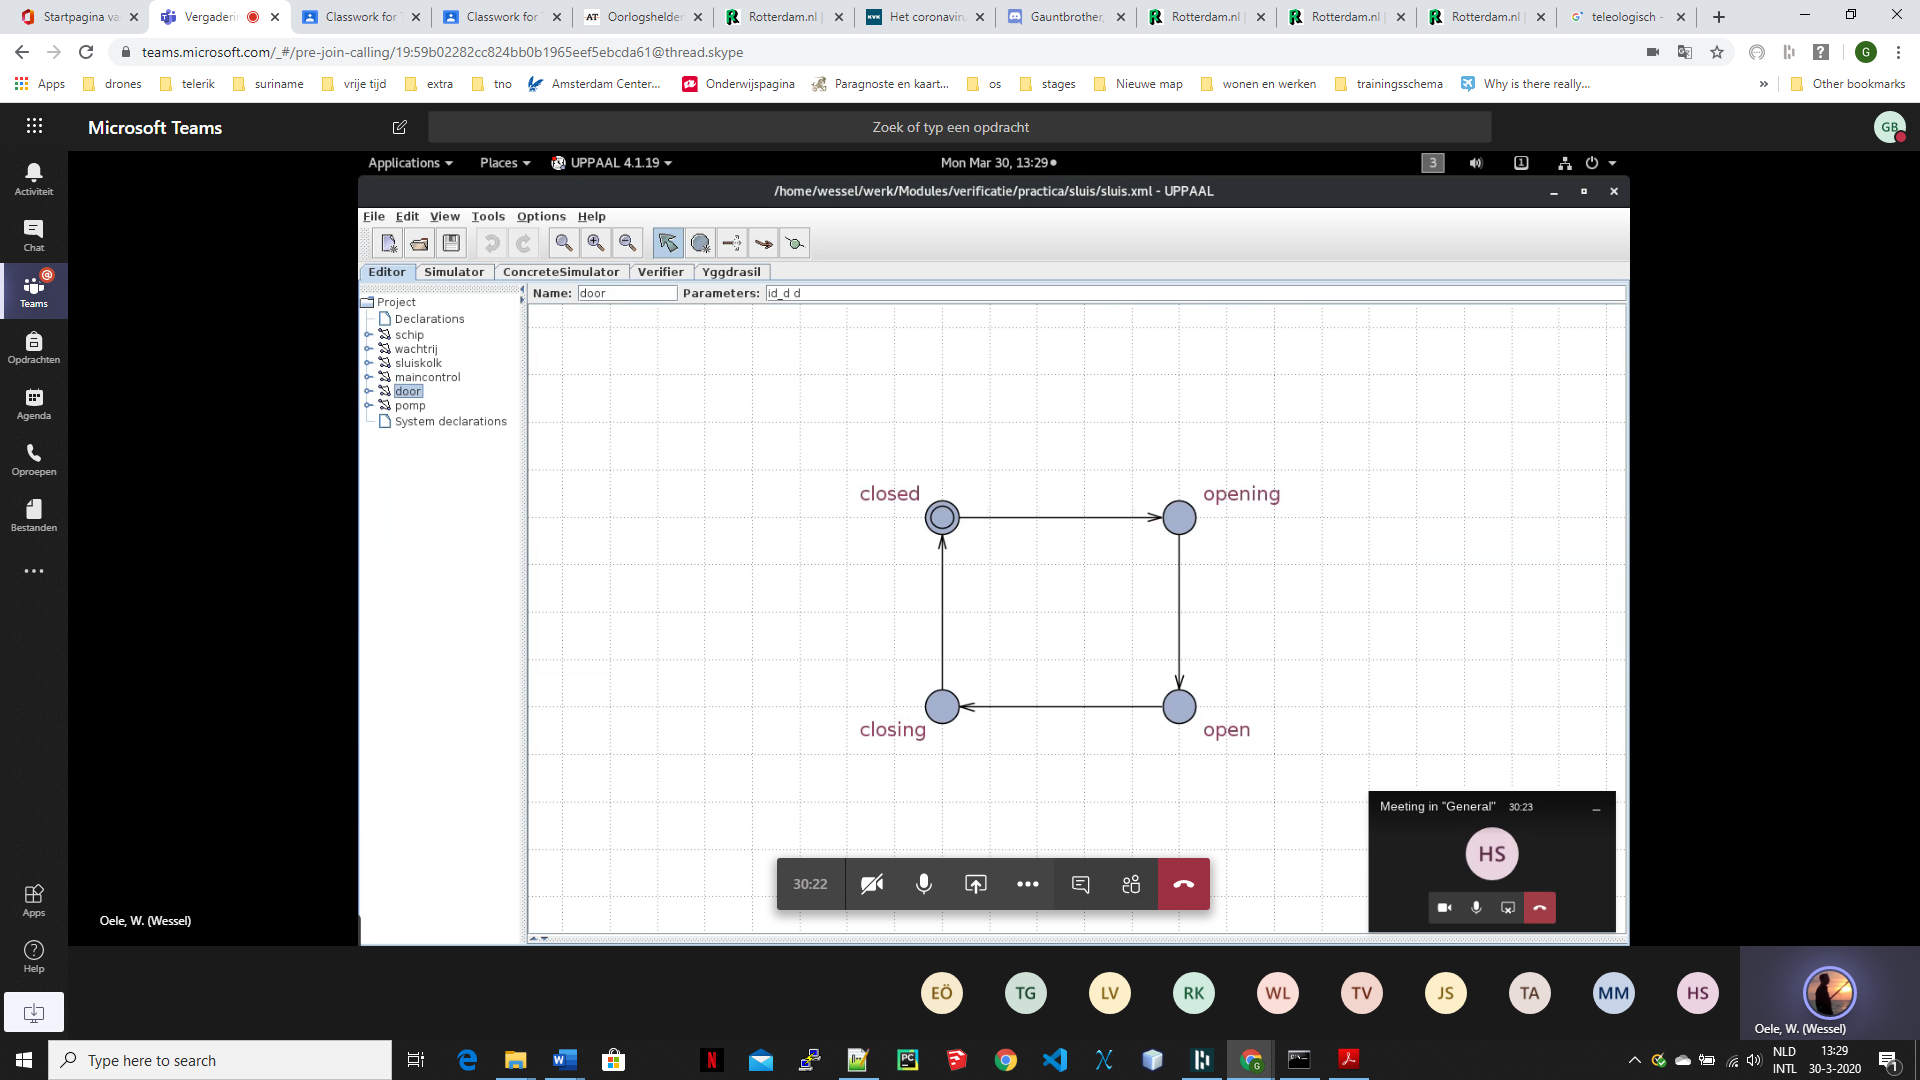 Startpagina va
Vergaderin
Classwork for
Classwork for
Oorlogshelden
Rotterdam.nl |
Het coronaviru
Gauntbrother,
Rotterdam.nl |
Rotterdam.nl |
Rotterdam.nl |
teleologisch -
teams.microsoft.com/_#/pre-join-calling/19:59b02282cc824bb0b1965eef5ebcda61@thread.skype
G
Apps
drones
telerik
suriname
vrije tijd
extra
tno
Amsterdam Center...
Onderwijspagina
Paragnoste en kaart...
os
stages
Nieuwe map
wonen en werken
trainingsschema
Why is there really...
»
Other bookmarks
Microsoft Teams
Zoek of typ een opdracht
GB
Activiteit
Chat
Teams
Opdrachten
Agenda
Oproepen
Bestanden
Apps
Help
Applications
Places
UPPAAL 4.1.19
Mon Mar 30, 13:29
3
1
/home/wessel/werk/Modules/verificatie/practica/sluis/sluis.xml - UPPAAL
File Edit View Tools Options Help
Editor Simulator ConcreteSimulator Verifier Yggdrasil
Name: door Parameters: id_d d
Project
Declarations
schip
wachtrij
sluiskolk
maincontrol
door
pomp
System declarations
closed
opening
closing
open
Meeting in "General" 30:23
HS
30:22
Oele, W. (Wessel)
EÖ
TG
LV
RK
WL
TV
JS
TA
MM
HS
Oele, W. (Wessel)
Type here to search
NLD
INTL
13:29
30-3-2020
1